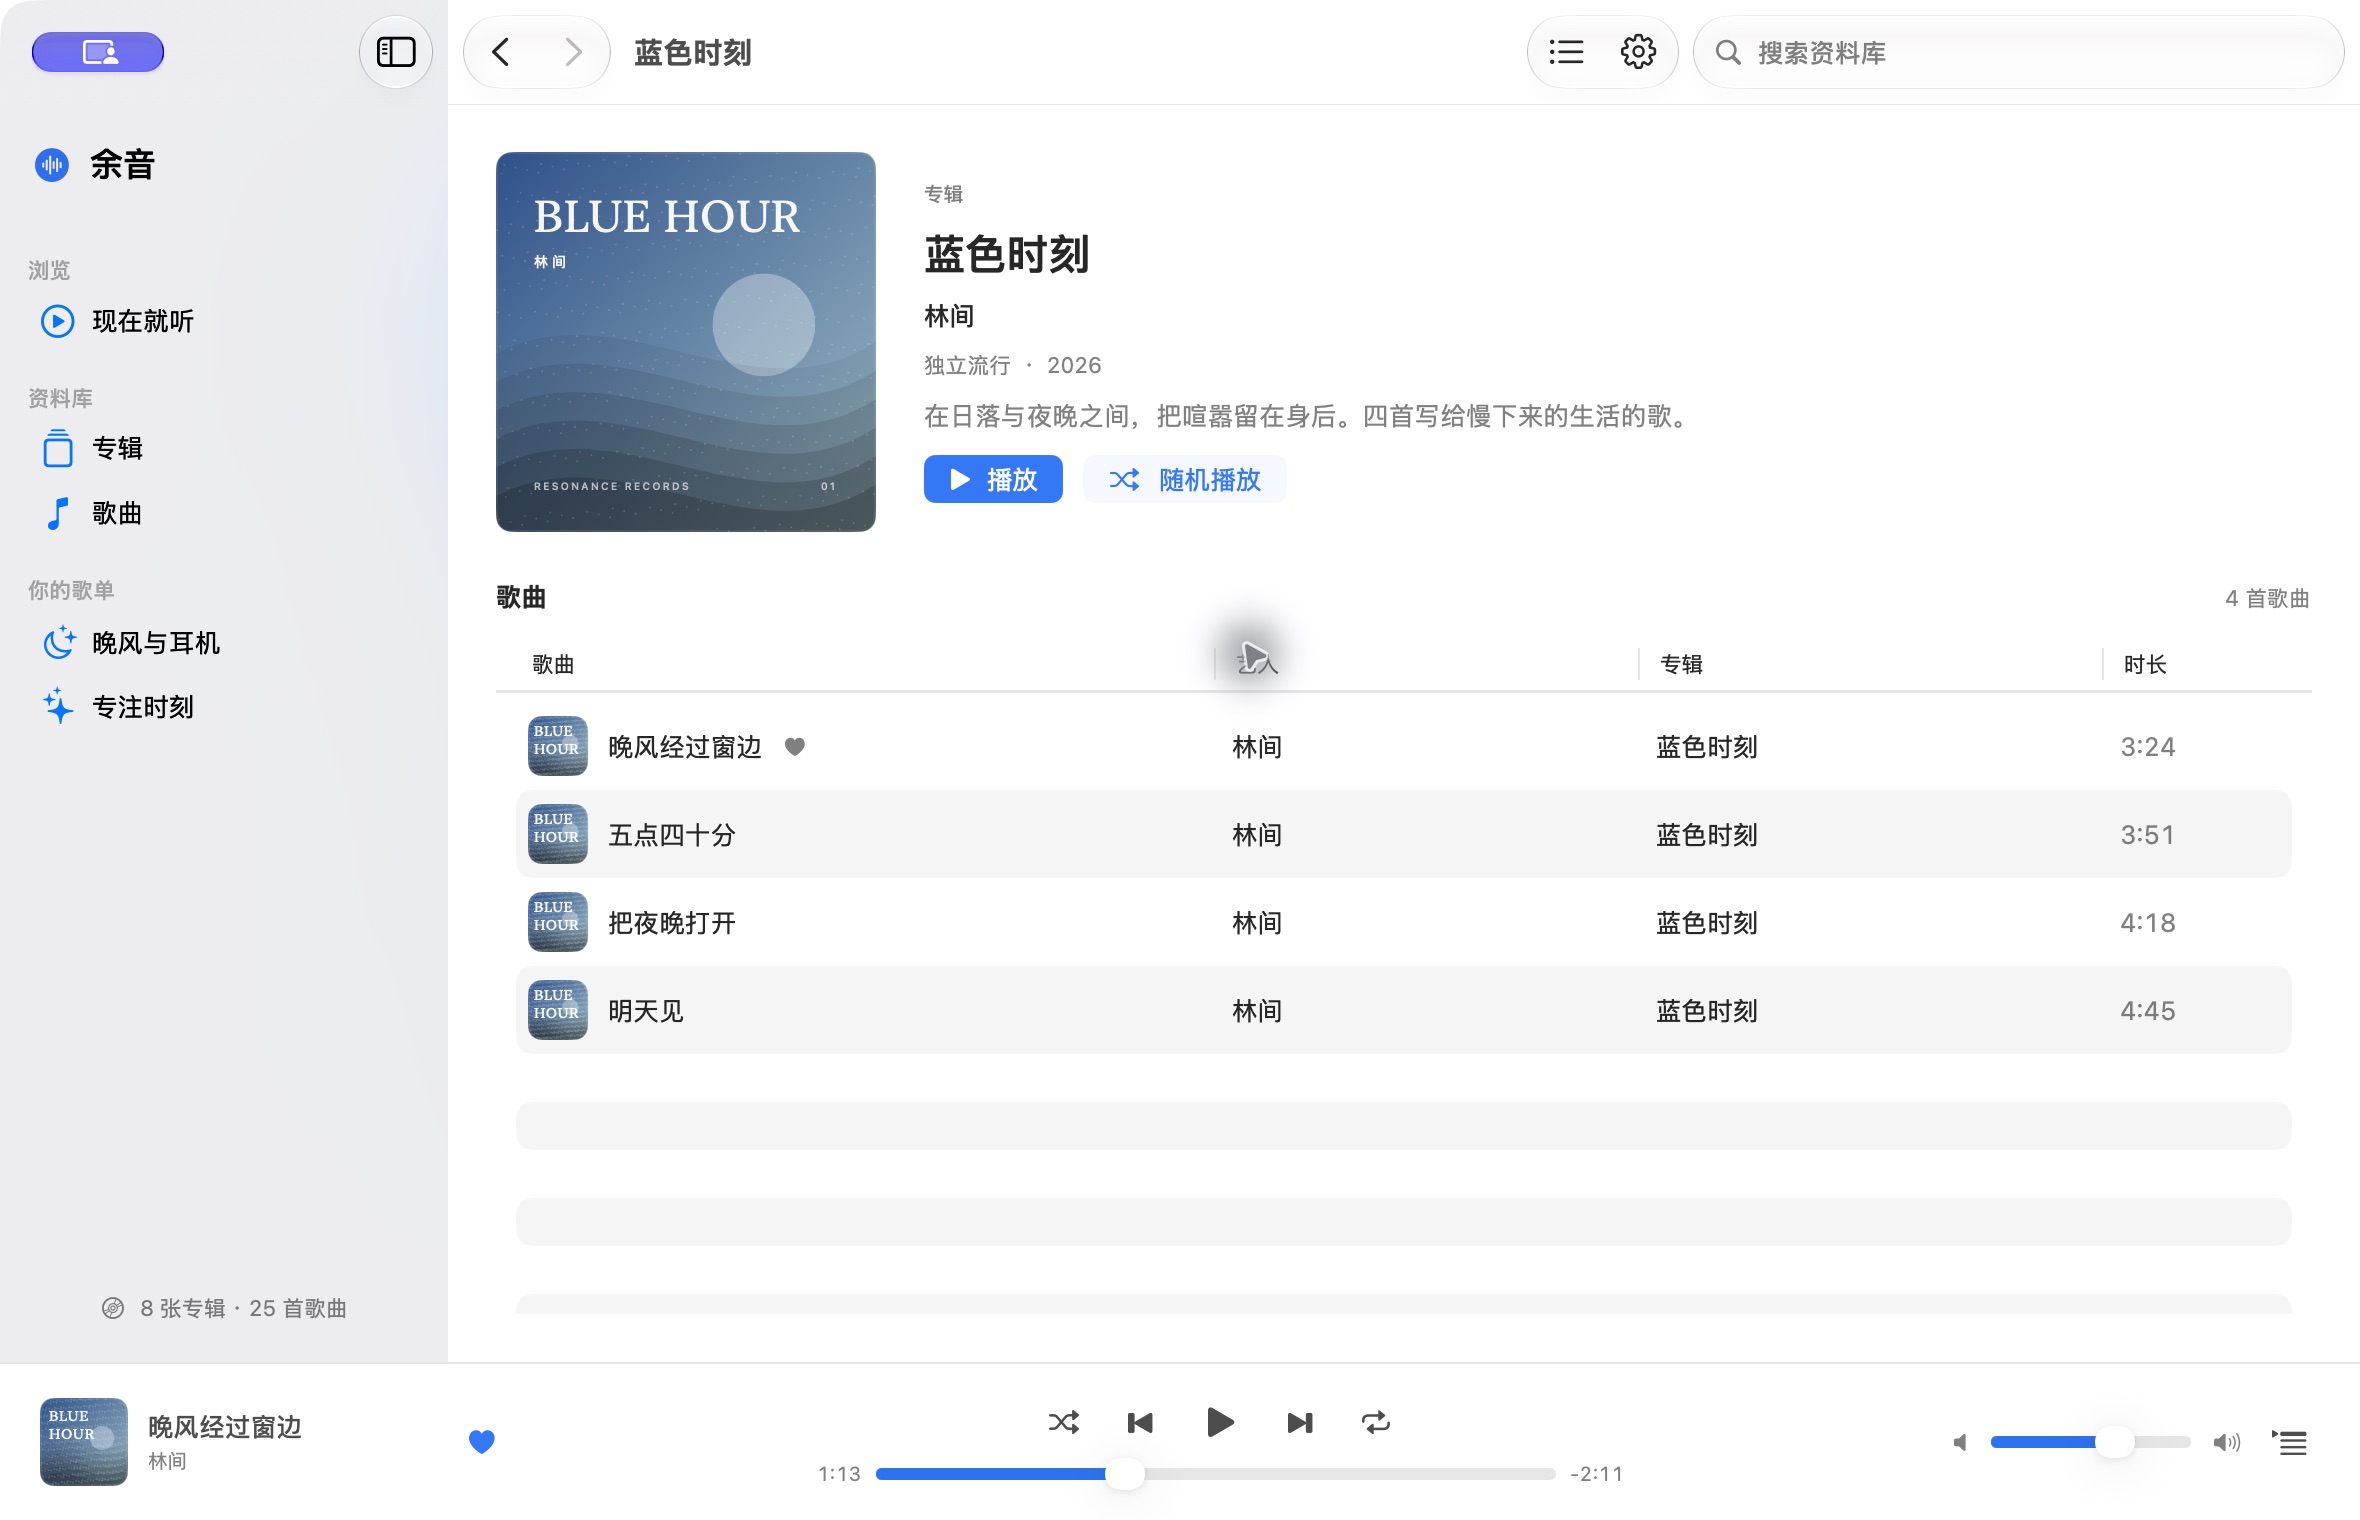 蓝色时刻
搜索资料库
余音
浏览
现在就听
资料库
专辑
歌曲
你的歌单
晚风与耳机
专注时刻
8 张专辑 · 25 首歌曲
BLUE HOUR
林间
RESONANCE RECORDS 01
专辑
蓝色时刻
林间
独立流行 · 2026
在日落与夜晚之间，把喧嚣留在身后。四首写给慢下来的生活的歌。
播放 随机播放
歌曲 4 首歌曲
歌曲 艺人 专辑 时长
BLUE
HOUR
晚风经过窗边 林间 蓝色时刻 3:24
BLUE
HOUR
五点四十分 林间 蓝色时刻 3:51
BLUE
HOUR
把夜晚打开 林间 蓝色时刻 4:18
BLUE
HOUR
明天见 林间 蓝色时刻 4:45
BLUE
HOUR
晚风经过窗边
林间
1:13 -2:11